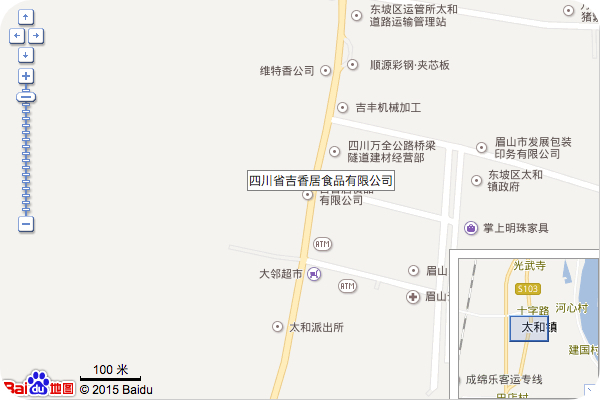 东坡区运管所太和
道路运输管理站
维特香公司
顺源彩钢·夹芯板
吉丰机械加工
四川万全公路桥梁
隧道建材经营部
眉山市发展包装
印务有限公司
四川省吉香居食品有限公司
有限公司
东坡区太和
镇政府
掌上明珠家具
ATM
大邻超市
ATM
眉山
眉山
太和派出所
光武寺
S103
十字路
河心村
太和镇
建国村
成绵乐客运专线
100 米
Bai du 地图
© 2015 Baidu